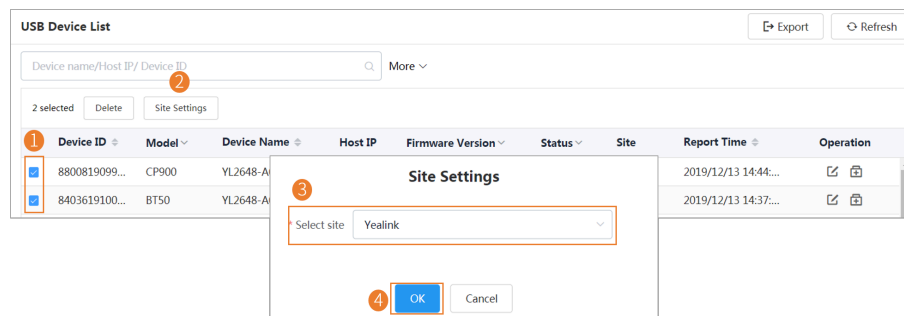 USB Device List
Export
Refresh
Device name/Host IP/ Device ID
More
2
2 selected
Delete
Site Settings
1
Device ID Model Device Name Host IP Firmware Version Status Site Report Time Operation
8800819099... CP900 2019/12/13 14:44:...
8403619100... BT50 2019/12/13 14:37:...
Site Settings
3
* Select site Yealink
4
OK
Cancel